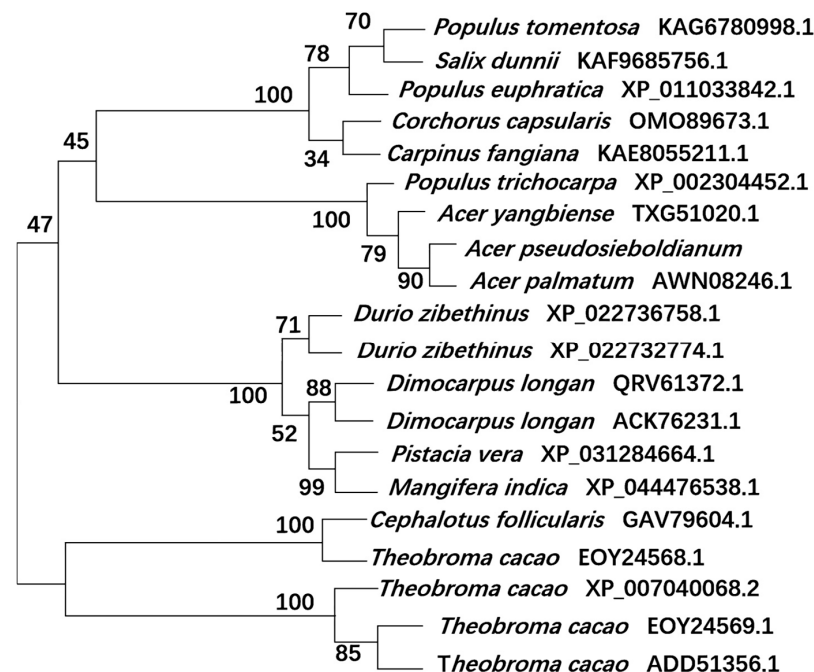 70
Populus tomentosa KAG6780998.1
78
Salix dunnii KAF9685756.1
100
Populus euphratica XP_011033842.1
Corchorus capsularis OMO89673.1
34
Carpinus fangiana KAE8055211.1
45
Populus trichocarpa XP_002304452.1
100
Acer yangbiense TXG51020.1
47
79
Acer pseudosieboldianum
90
Acer palmatum AWN08246.1
71
Durio zibethinus XP_022736758.1
Durio zibethinus XP_022732774.1
100
88
Dimocarpus longan QRV61372.1
52
Dimocarpus longan ACK76231.1
Pistacia vera XP_031284664.1
99
Mangifera indica XP_044476538.1
100
Cephalotus follicularis GAV79604.1
Theobroma cacao EOY24568.1
100
Theobroma cacao XP_007040068.2
Theobroma cacao EOY24569.1
85
Theobroma cacao ADD51356.1